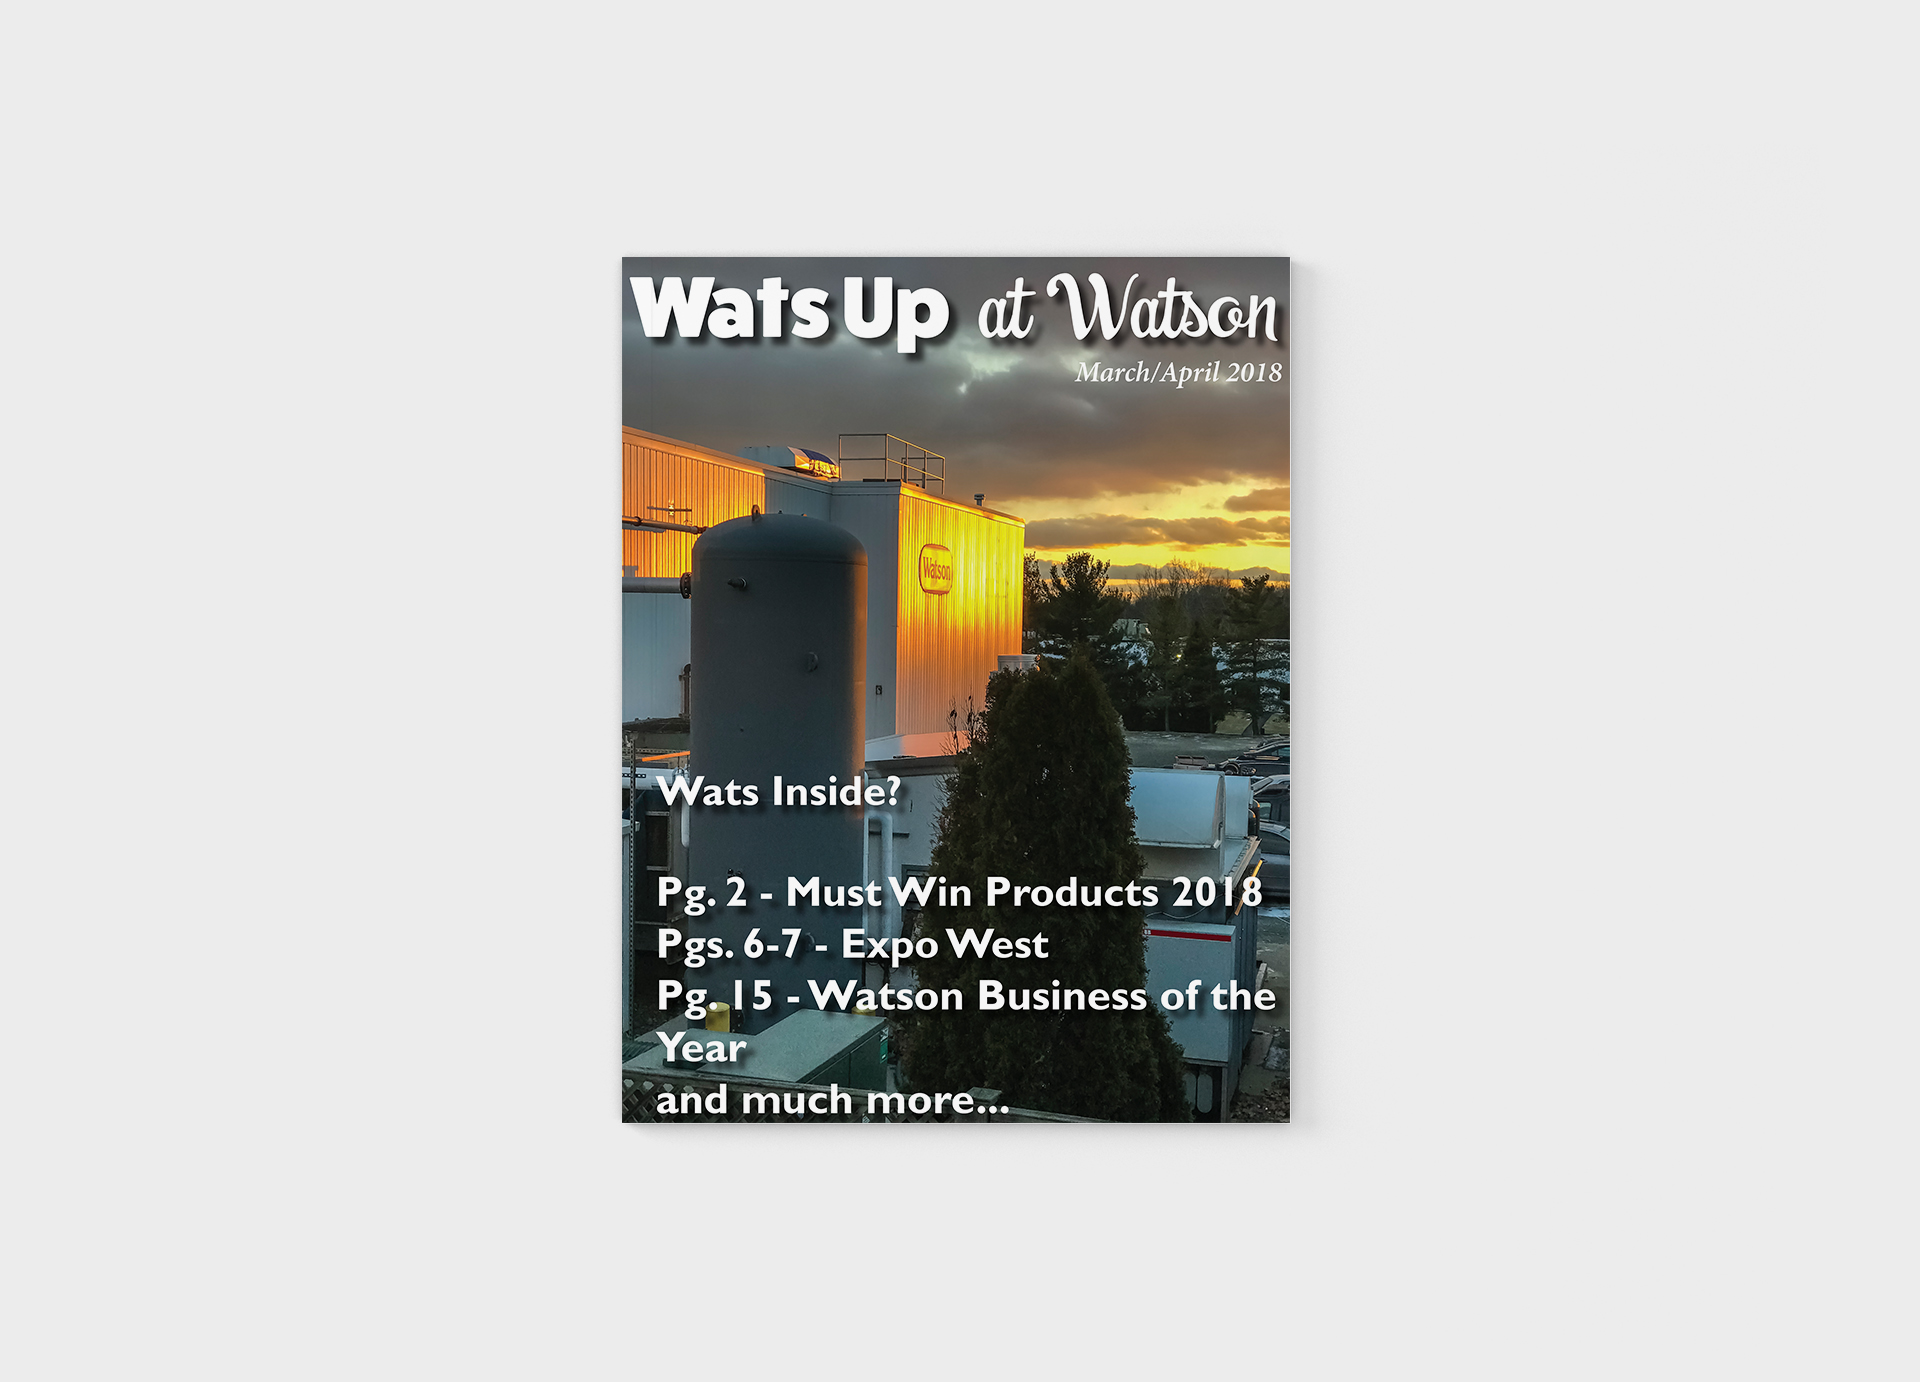 Wats Up at Watson
March/April 2018
Watson
Wats Inside?
Pg. 2 - Must Win Products 2018
Pgs. 6-7 - Expo West
Pg. 15 - Watson Business of the
Year
and much more...